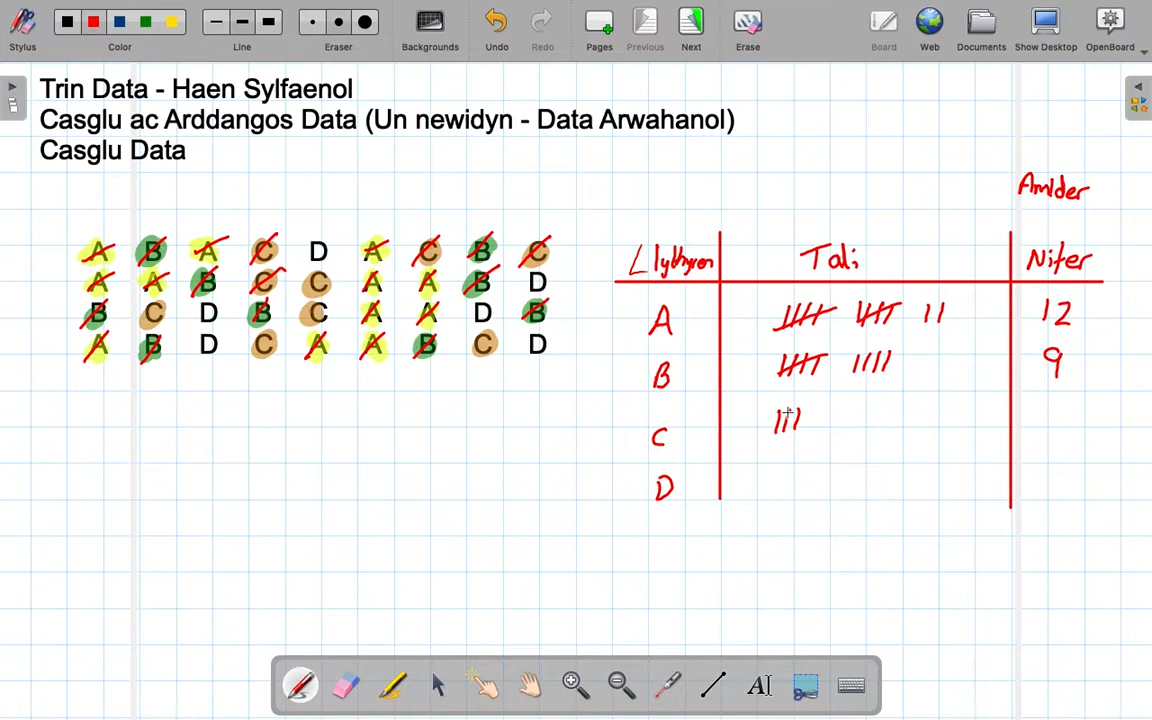 Stylus Color Line Eraser Backgrounds Undo Redo Pages Previous Next Erase Board Web Documents Show Desktop OpenBoard
Trin Data - Haen Sylfaenol
Casglu ac Arddangos Data (Un newidyn - Data Arwahanol)
Casglu Data
Amlder
Llythyren Tali Nifer
A B A C D A C B C
A A B C C A A B D
B C D B C A A D B
A B D C A A B C D
A 12
B 9
C
D